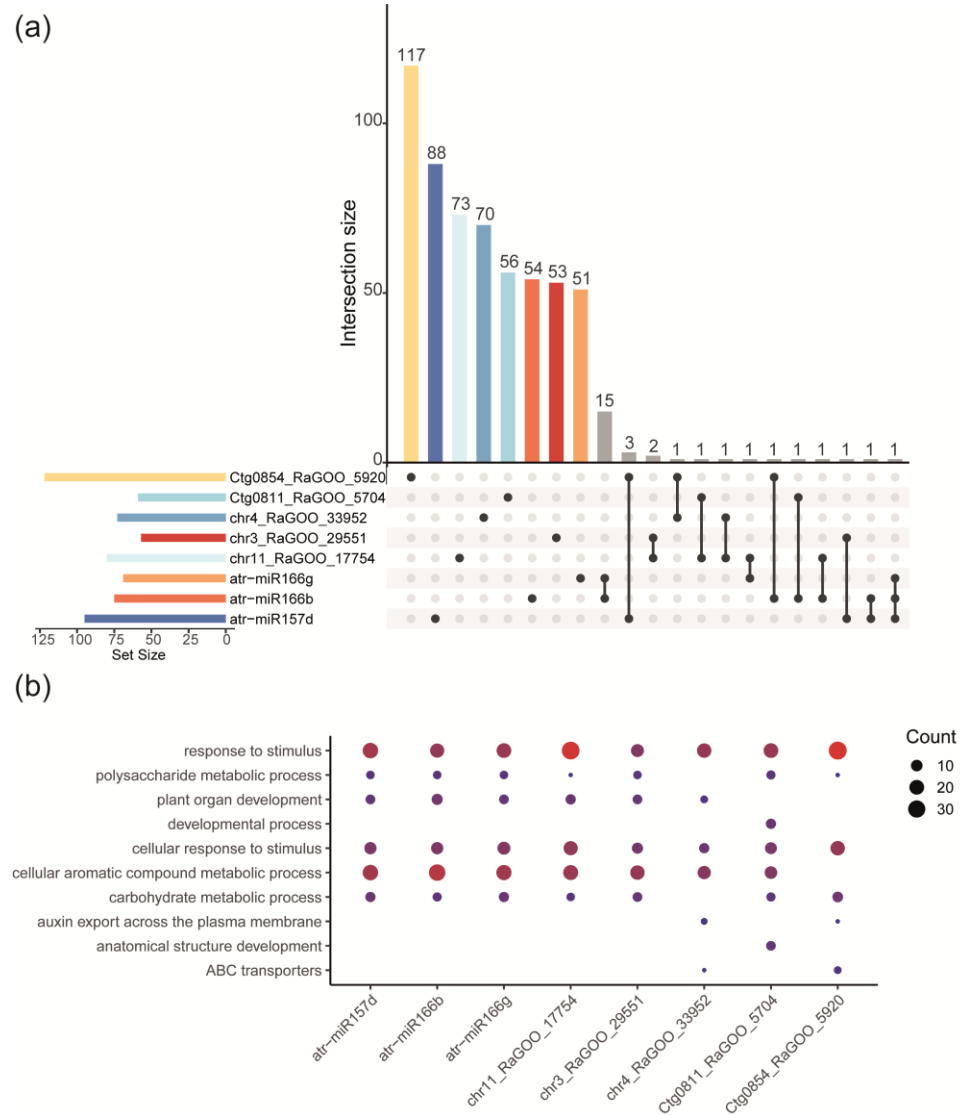 (a)
Intersection size
100
50
0
117
88
73
70
56
54
53
51
15
3
2
1
1
1
1
1
1
1
1
1
1
Ctg0854_RaGOO_5920
Ctg0811_RaGOO_5704
chr4_RaGOO_33952
chr3_RaGOO_29551
chr11_RaGOO_17754
atr−miR166g
atr−miR166b
atr−miR157d
125 100 75 50 25 0
Set Size
(b)
response to stimulus
polysaccharide metabolic process
plant organ development
developmental process
cellular response to stimulus
cellular aromatic compound metabolic process
carbohydrate metabolic process
auxin export across the plasma membrane
anatomical structure development
ABC transporters
atr−miR157d
atr−miR166b
atr−miR166g
chr11_RaGOO_17754
chr3_RaGOO_29551
chr4_RaGOO_33952
Ctg0811_RaGOO_5704
Ctg0854_RaGOO_5920
Count
10
20
30